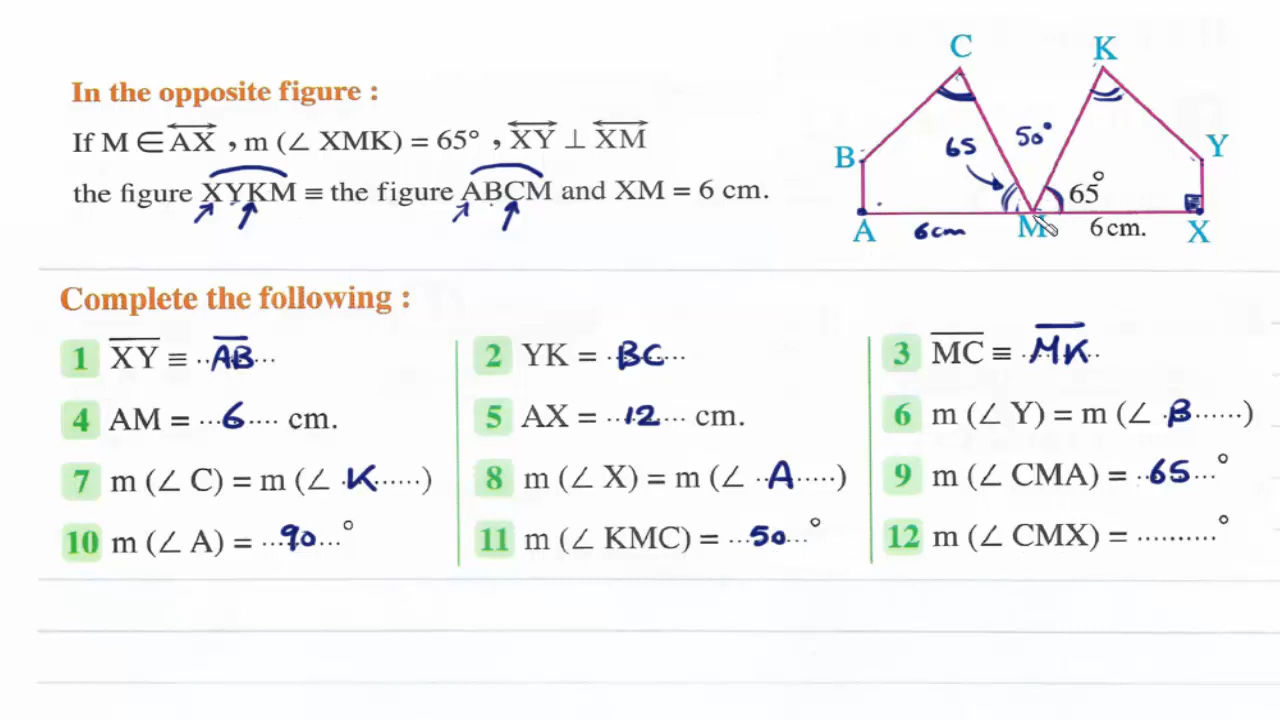 In the opposite figure :
If M ∈ AX , m (∠ XMK) = 65° , XY ⊥ XM
the figure XYKM ≡ the figure ABCM and XM = 6 cm.
C K
B Y
65 50° 65°
A 6cm M 6 cm. X
Complete the following :
1 XY ≡ ..AB...
2 YK = ..BC...
3 MC ≡ ..MK..
4 AM = ...6.... cm.
5 AX = ..12... cm.
6 m (∠ Y) = m (∠ .B......)
7 m (∠ C) = m (∠ .K......)
8 m (∠ X) = m (∠ ..A.....)
9 m (∠ CMA) = ..65...°
10 m (∠ A) = ...90...°
11 m (∠ KMC) = ...50...°
12 m (∠ CMX) = ..........°